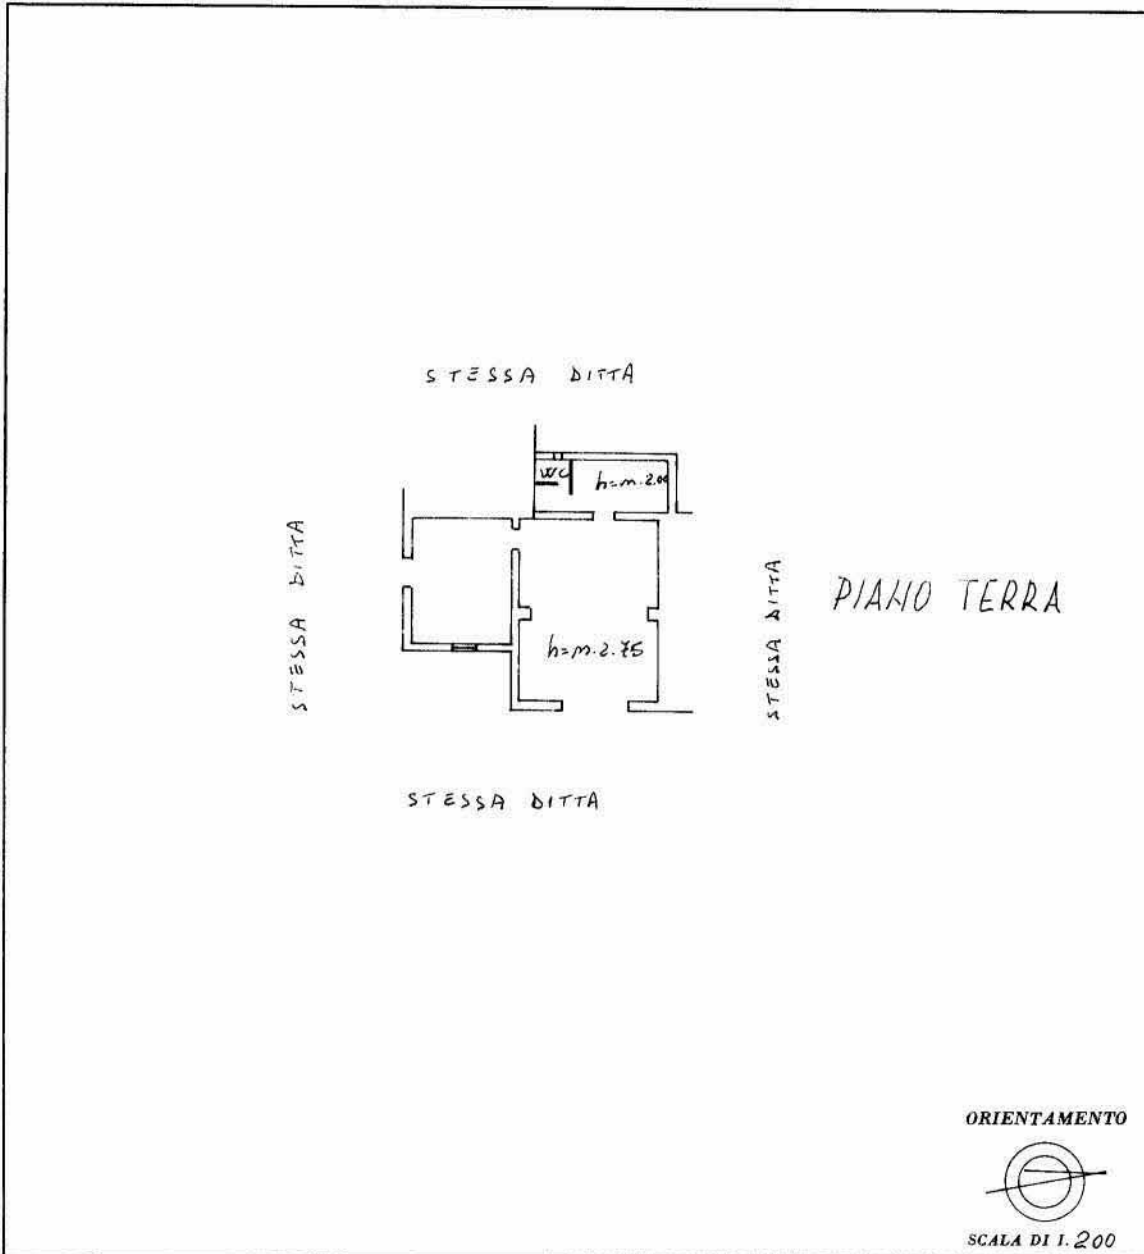 STESSA DITTA
WC
h=m.2.00
STESSA DITTA
h=m.2.75
STESSA DITTA
PIANO TERRA
STESSA DITTA
ORIENTAMENTO
SCALA DI 1.200